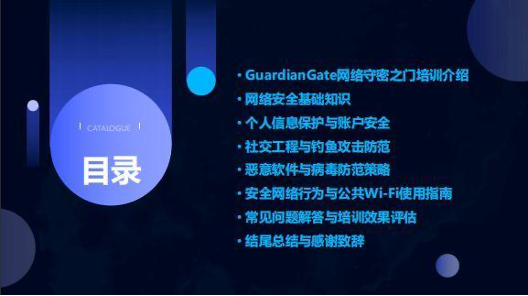 CATALOGUE
目录
• GuardianGate网络守密之门培训介绍
• 网络安全基础知识
• 个人信息保护与账户安全
• 社交工程与钓鱼攻击防范
• 恶意软件与病毒防范策略
• 安全网络行为与公共Wi-Fi使用指南
• 常见问题解答与培训效果评估
• 结尾总结与感谢致辞